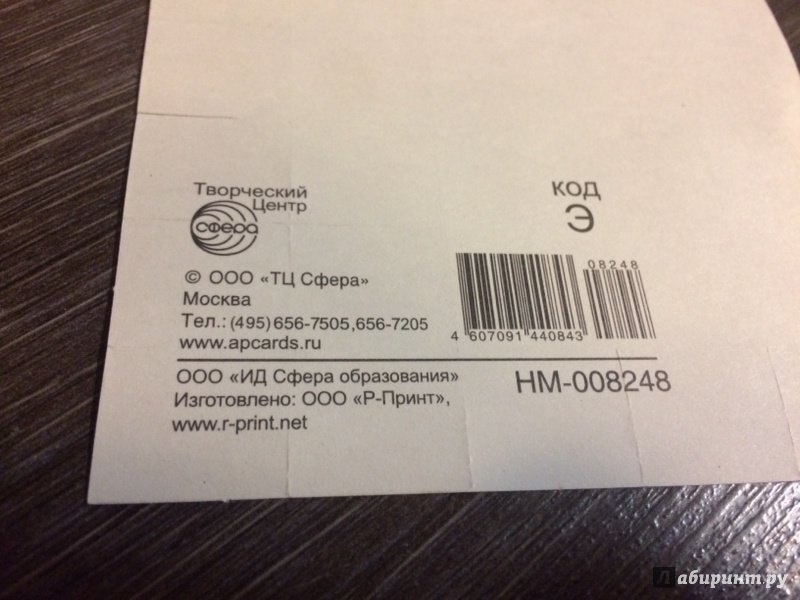 Творческий
Центр
сфера
© ООО «ТЦ Сфера»
Москва
Тел.: (495) 656-7505, 656-7205
www.apcards.ru
КОД
Э
08248
4 607091 440843
ООО «ИД Сфера образования»
Изготовлено: ООО «Р-Принт»,
www.r-print.net
НМ-008248
Лабиринт.ру